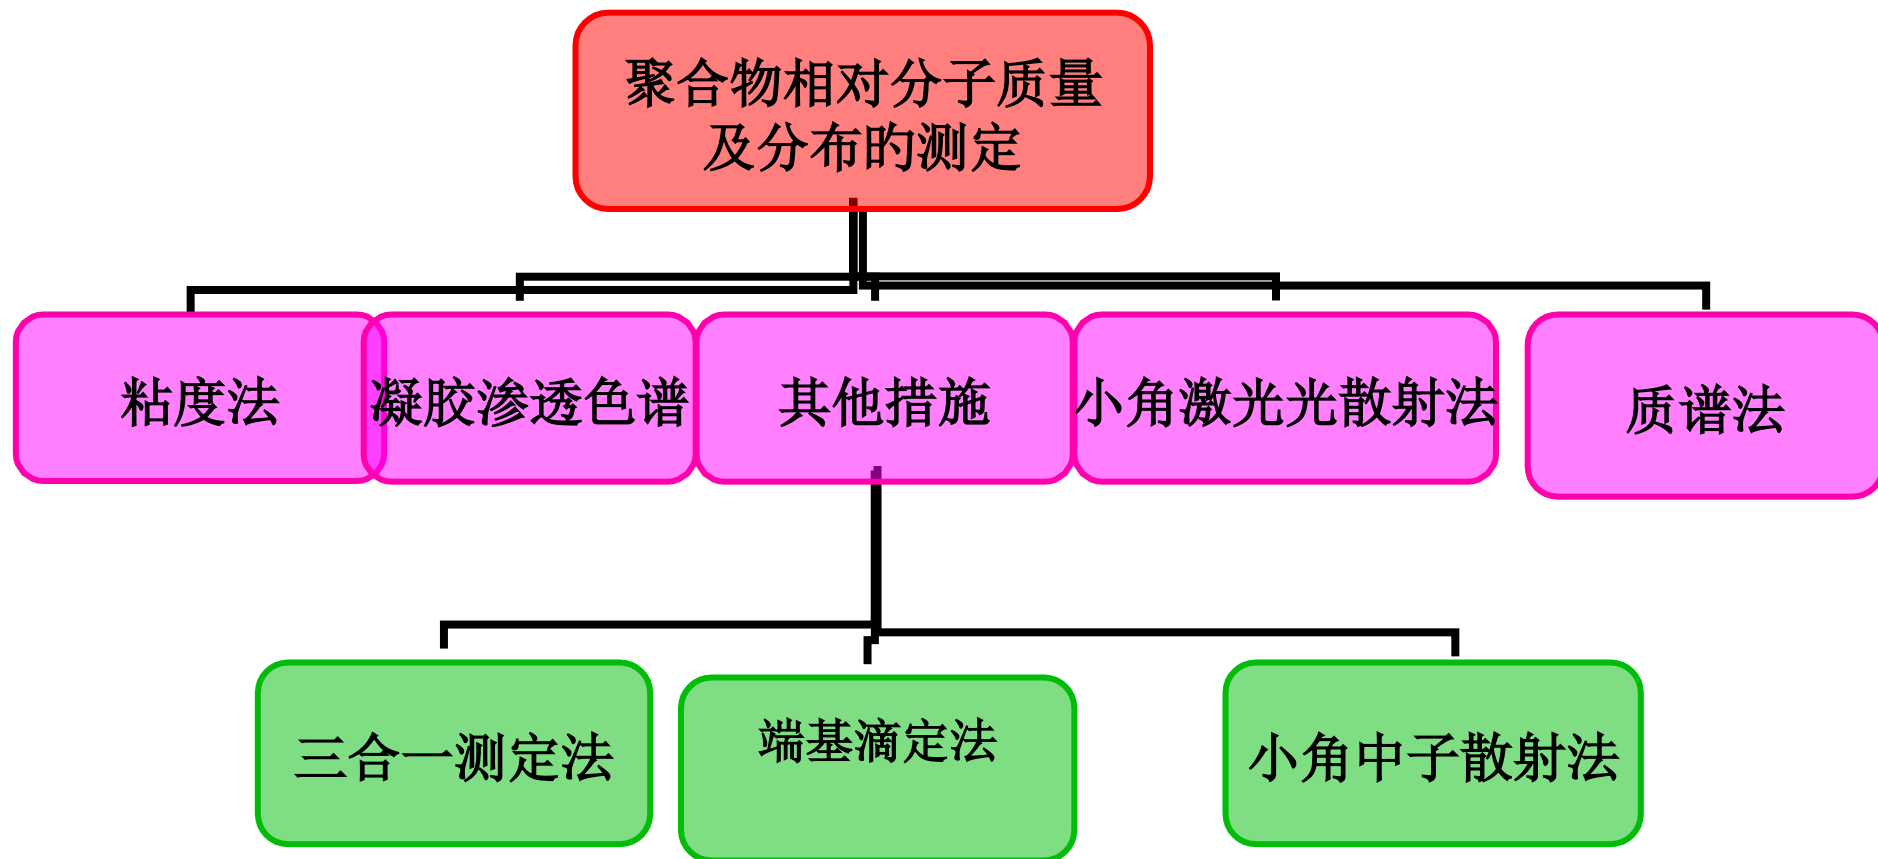 聚合物相对分子质量
及分布旳测定
粘度法
凝胶渗透色谱
其他措施
小角激光光散射法
质谱法
三合一测定法
端基滴定法
小角中子散射法